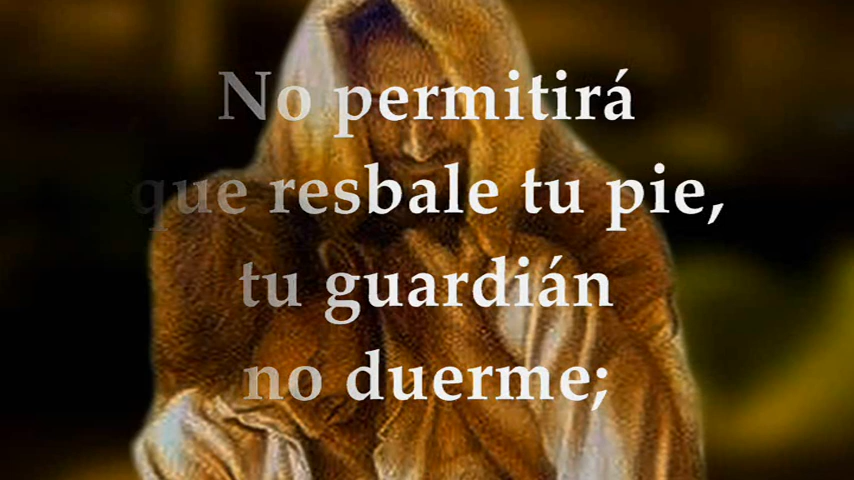 No permitirá
que resbale tu pie,
tu guardián
no duerme;